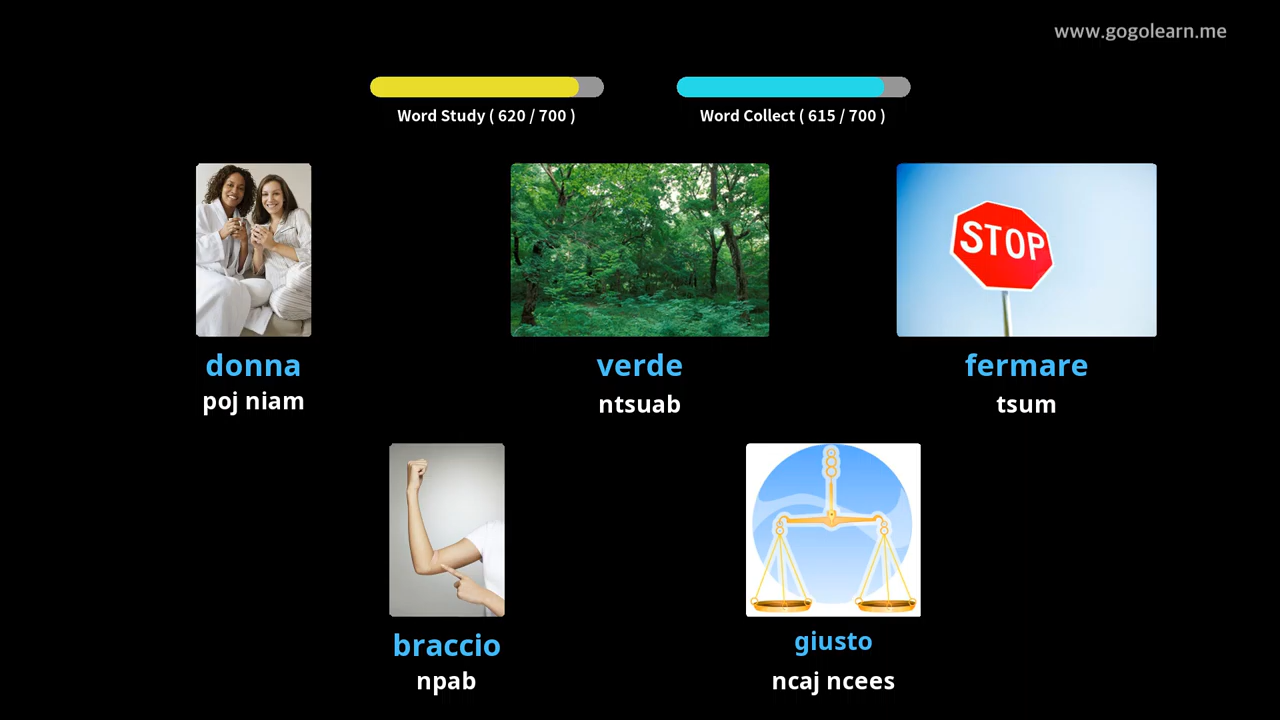 www.gogolearn.me
Word Study ( 620 / 700 )
Word Collect ( 615 / 700 )
STOP
donna
poj niam
verde
ntsuab
fermare
tsum
braccio
npab
giusto
ncaj ncees